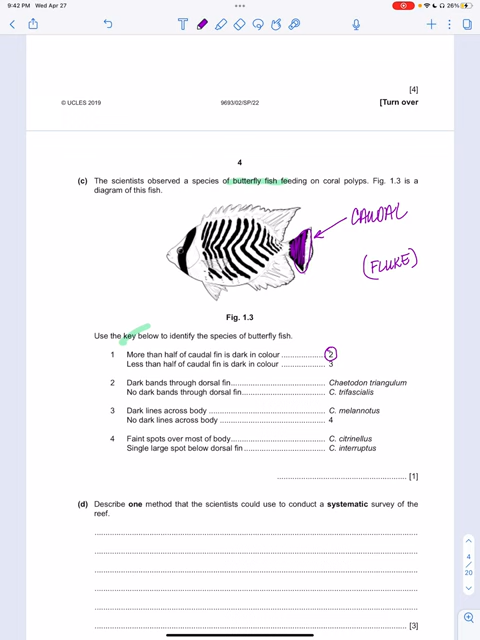 9:42 PM Wed Apr 27
26%
[4]
© UCLES 2019
9693/02/SP/22
[Turn over
4
(c) The scientists observed a species of butterfly fish feeding on coral polyps. Fig. 1.3 is a
diagram of this fish.
CAUDAL
(FLUKE)
Fig. 1.3
Use the key below to identify the species of butterfly fish.
1 More than half of caudal fin is dark in colour .................... 2
Less than half of caudal fin is dark in colour .................... 3
2 Dark bands through dorsal fin.......................................... Chaetodon triangulum
No dark bands through dorsal fin..................................... C. trifascialis
3 Dark lines across body .................................................... C. melannotus
No dark lines across body ............................................... 4
4 Faint spots over most of body.......................................... C. citrinellus
Single large spot below dorsal fin.................................... C. interruptus
.......................................................... [1]
(d) Describe one method that the scientists could use to conduct a systematic survey of the
reef.
..........................................................................................................................................
..........................................................................................................................................
..........................................................................................................................................
..........................................................................................................................................
..........................................................................................................................................
..................................................................................................................................... [3]
4
/
20